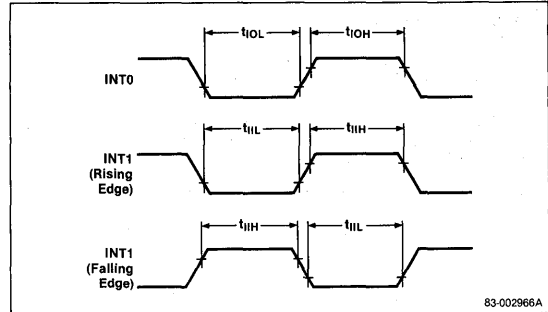 tIOL tIOH
INT0
tIIL tIIH
INT1
(Rising
Edge)
tIIH tIIL
INT1
(Falling
Edge)
83-002966A